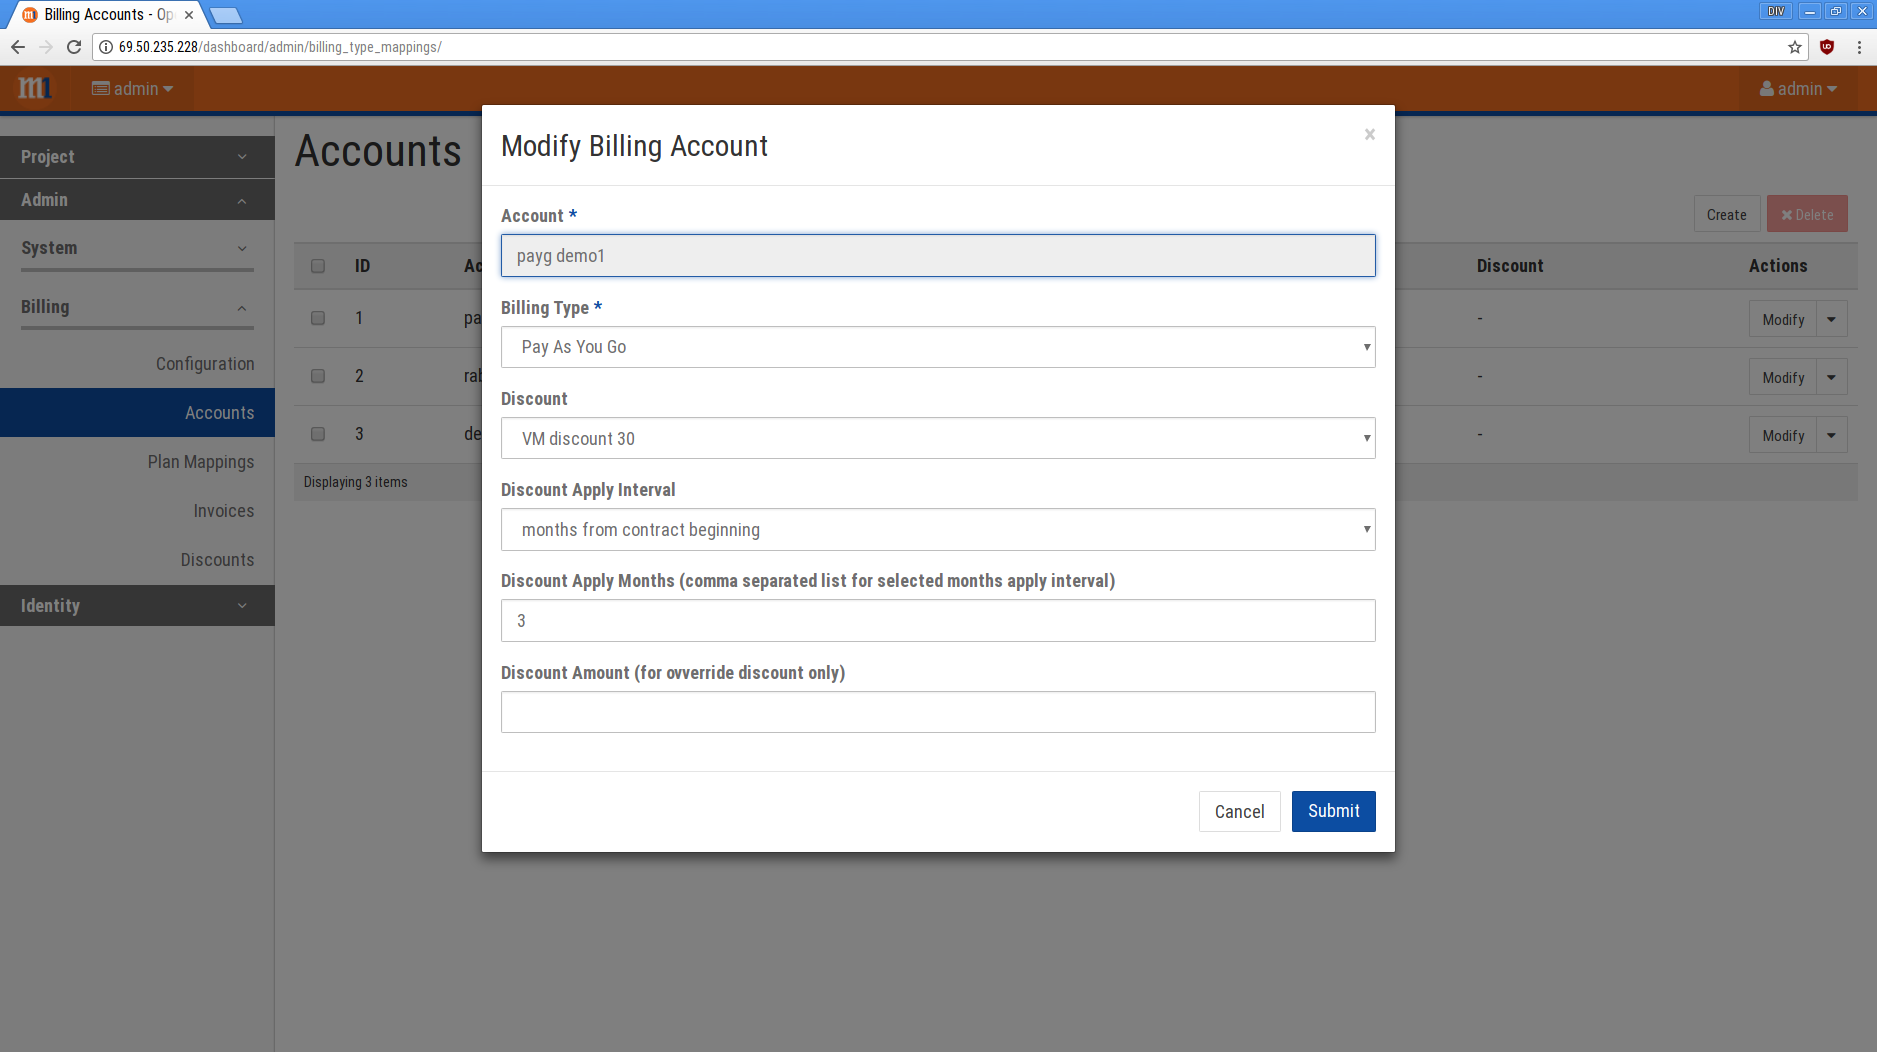 Billing Accounts - Op
DIV
69.50.235.228/dashboard/admin/billing_type_mappings/
m1
admin
admin
Project
Admin
System
Billing
Configuration
Accounts
Plan Mappings
Invoices
Discounts
Identity
Accounts
Create
Delete
ID Ac Discount Actions
1 pa - Modify
2 rab - Modify
3 de - Modify
Displaying 3 items
Modify Billing Account
×
Account *
payg demo1
Billing Type *
Pay As You Go
Discount
VM discount 30
Discount Apply Interval
months from contract beginning
Discount Apply Months (comma separated list for selected months apply interval)
3
Discount Amount (for ovverride discount only)
Cancel
Submit